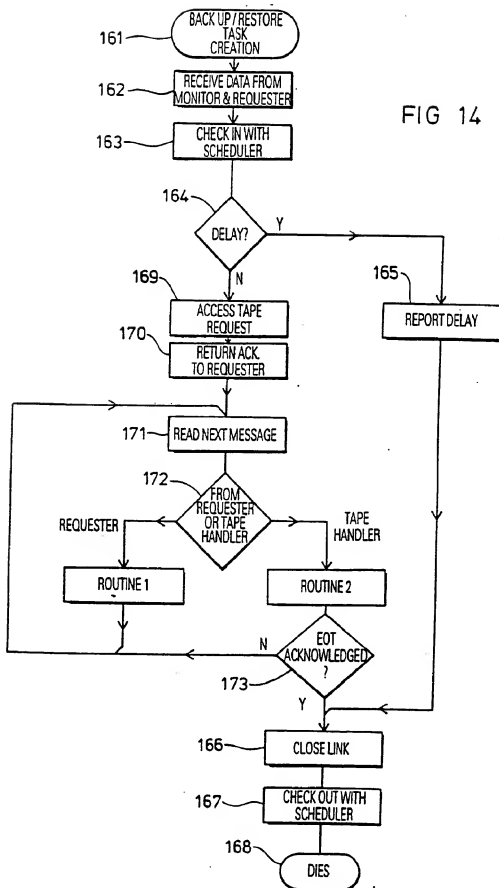 161
BACK UP / RESTORE
TASK
CREATION
162
RECEIVE DATA FROM
MONITOR & REQUESTER
FIG 14
163
CHECK IN WITH
SCHEDULER
164
DELAY?
Y
N
169
ACCESS TAPE
REQUEST
165
REPORT DELAY
170
RETURN ACK.
TO REQUESTER
171
READ NEXT MESSAGE
172
FROM
REQUESTER
OR TAPE
HANDLER
REQUESTER
TAPE
HANDLER
ROUTINE 1
ROUTINE 2
N
EOT
ACKNOWLEDGED
?
173
Y
166
CLOSE LINK
167
CHECK OUT WITH
SCHEDULER
168
DIES